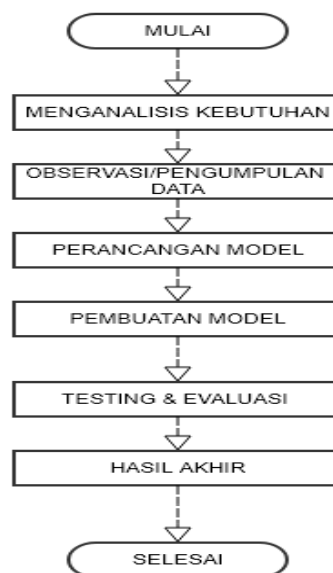 MULAI
MENGANALISIS KEBUTUHAN
OBSERVASI/PENGUMPULAN
DATA
PERANCANGAN MODEL
PEMBUATAN MODEL
TESTING & EVALUASI
HASIL AKHIR
SELESAI